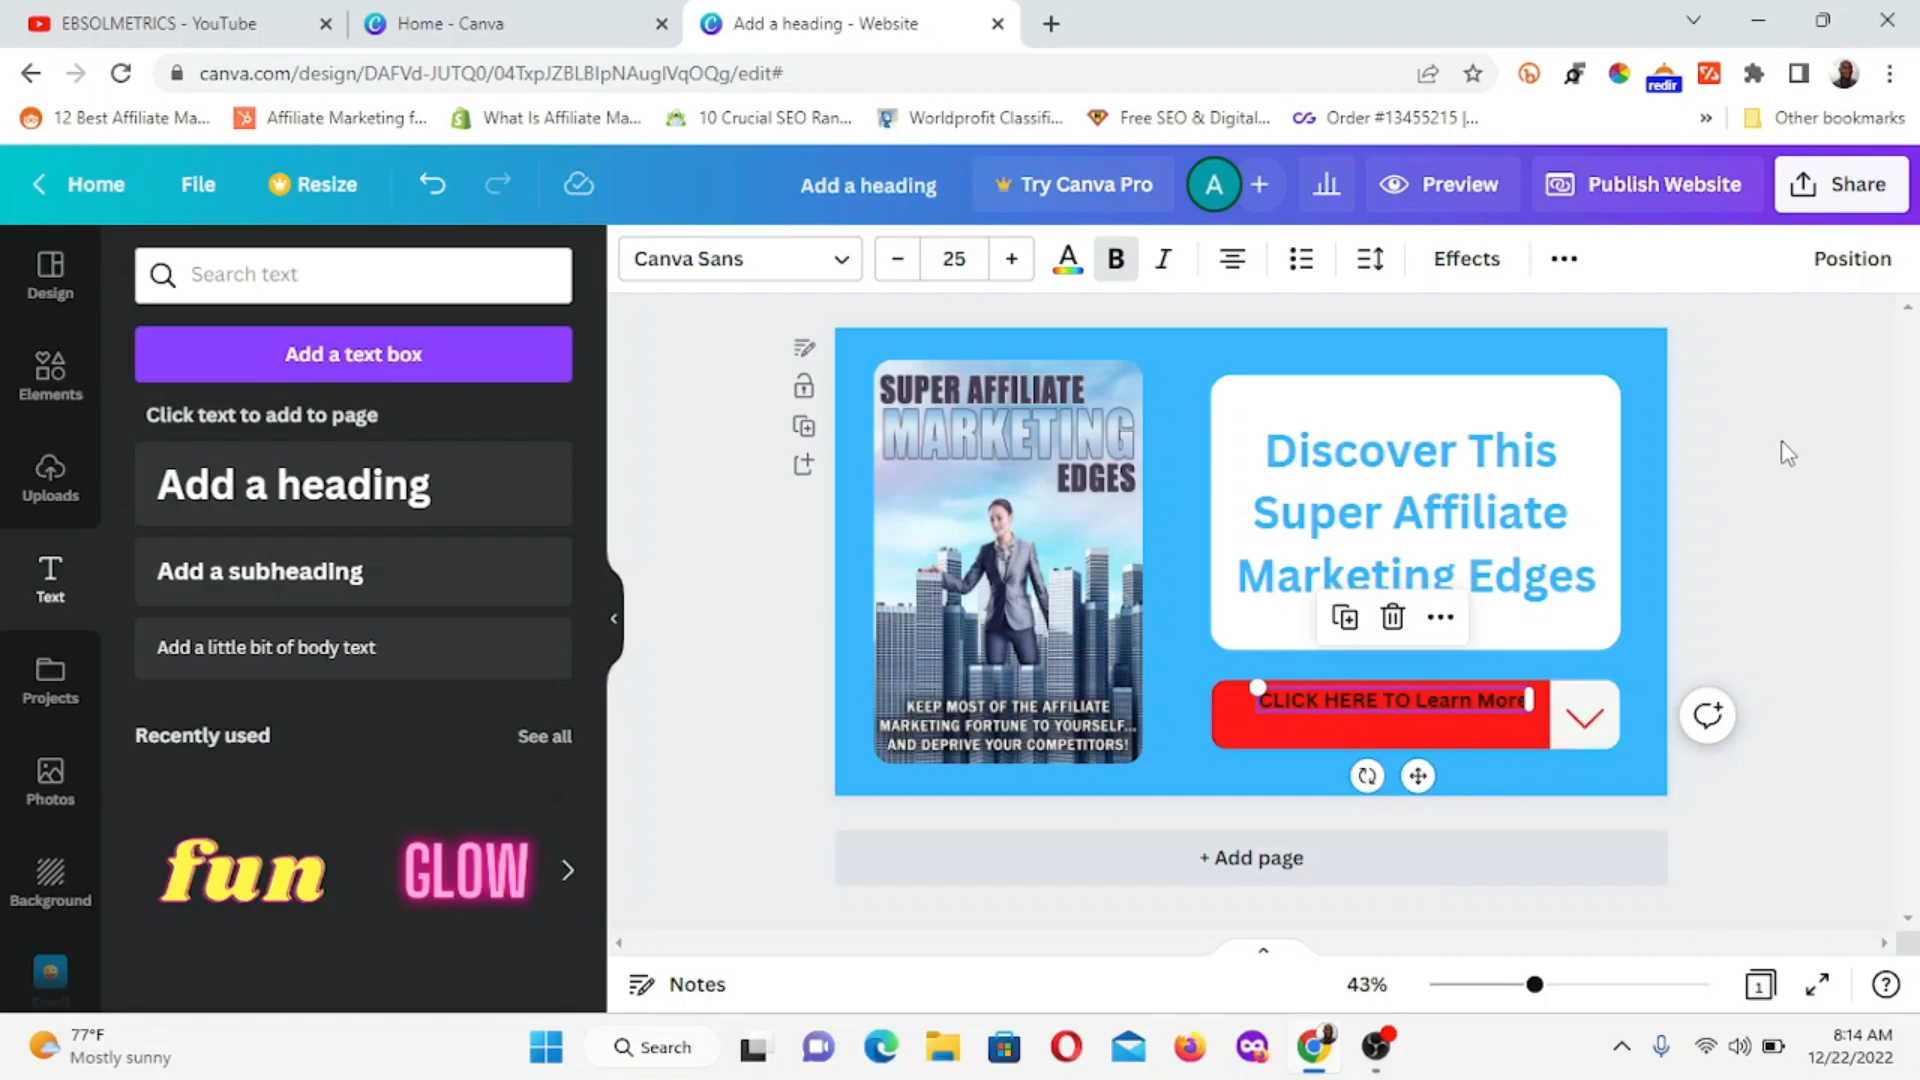 EBSOLMETRICS - YouTube
Home - Canva
Add a heading - Website
canva.com/design/DAFVd-JUTQ0/04TxpJZBLBIpNAugIVqOQg/edit#
redir
12 Best Affiliate Ma...
Affiliate Marketing f...
What Is Affiliate Ma...
10 Crucial SEO Ran...
Worldprofit Classifi...
Free SEO & Digital...
Order #13455215 |...
»
Other bookmarks
Home
File
Resize
Add a heading
Try Canva Pro
A
+
Preview
Publish Website
Share
Canva Sans
− 25 +
A
B
I
Effects
Position
Design
Elements
Uploads
Text
Projects
Photos
Background
Email
Search text
Add a text box
Click text to add to page
Add a heading
Add a subheading
Add a little bit of body text
Recently used
See all
fun
GLOW
SUPER AFFILIATE
MARKETING
EDGES
KEEP MOST OF THE AFFILIATE
MARKETING FORTUNE TO YOURSELF...
AND DEPRIVE YOUR COMPETITORS!
Discover This
Super Affiliate
Marketing Edges
CLICK HERE TO Learn More
+ Add page
Notes
43%
1
?
77°F
Mostly sunny
Search
8:14 AM
12/22/2022